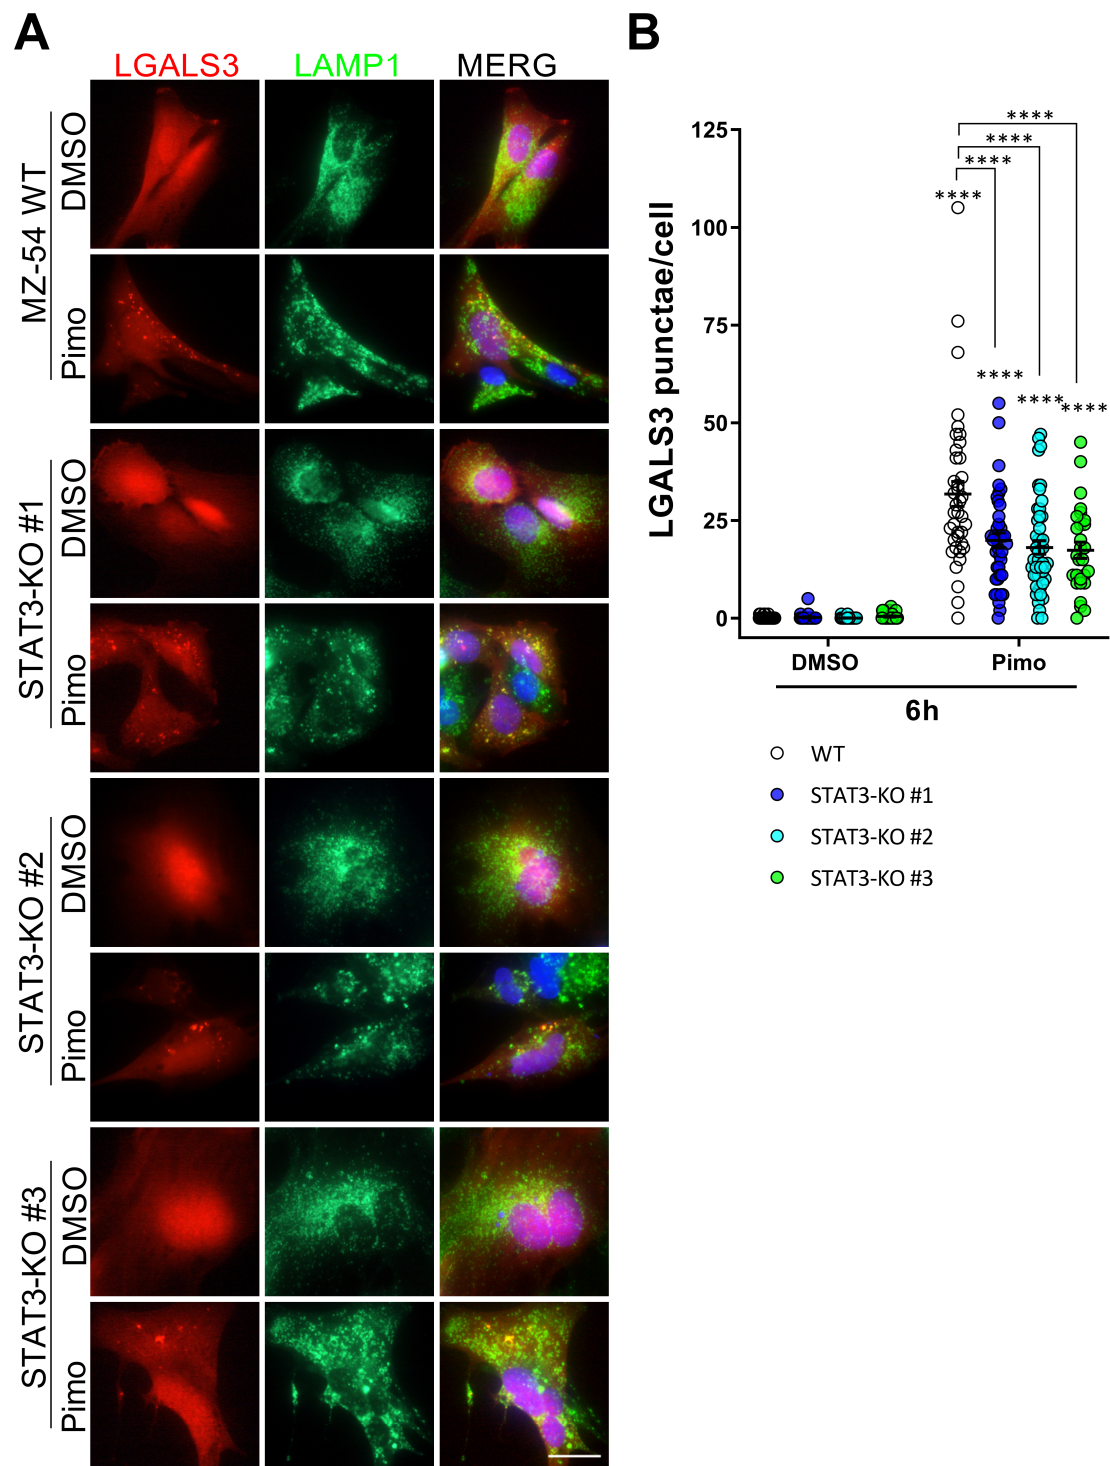 A
LGALS3 LAMP1 MERG
MZ-54 WT
DMSO
Pimo
STAT3-KO #1
DMSO
Pimo
STAT3-KO #2
DMSO
Pimo
STAT3-KO #3
DMSO
Pimo
B
LGALS3 punctae/cell
125
100
75
50
25
0
****
****
****
****
****
****
****
DMSO Pimo
6h
WT
STAT3-KO #1
STAT3-KO #2
STAT3-KO #3